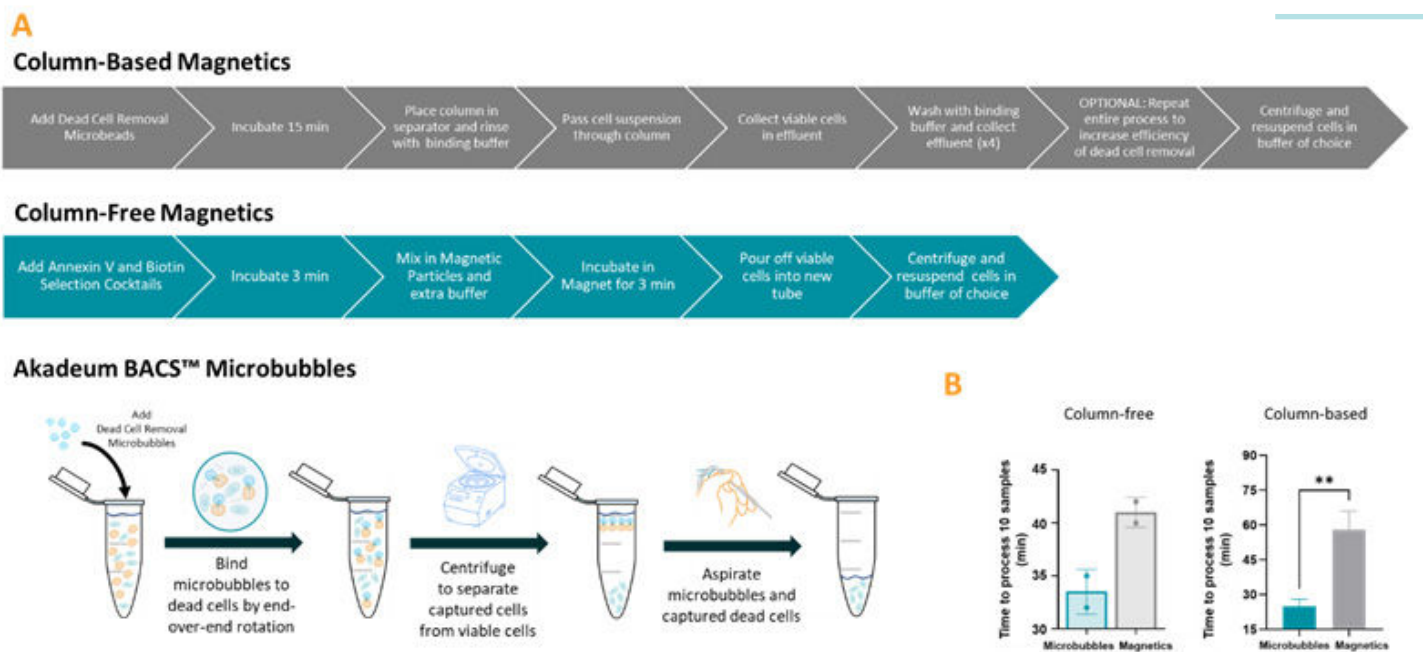 A
Column-Based Magnetics
Add Dead Cell Removal
Microbeads
Incubate 15 min
Place column in
separator and rinse
with binding buffer
Pass cell suspension
through column
Collect viable cells
in effluent
Wash with binding
buffer and collect
effluent (x4)
OPTIONAL: Repeat
entire process to
increase efficiency
of dead cell removal
Centrifuge and
resuspend cells in
buffer of choice
Column-Free Magnetics
Add Annexin V and Biotin
Selection Cocktails
Incubate 3 min
Mix in Magnetic
Particles and
extra buffer
Incubate in
Magnet for 3 min
Pour off viable
cells into new
tube
Centrifuge and
resuspend cells in
buffer of choice
Akadeum BACS™ Microbubbles
Add
Dead Cell Removal
Microbubbles
Bind
microbubbles to
dead cells by end-
over-end rotation
Centrifuge
to separate
captured cells
from viable cells
Aspirate
microbubbles and
captured dead cells
B
Column-free
Time to process 10 samples
(min)
45
40
35
30
Microbubbles Magnetics
Column-based
Time to process 10 samples
(min)
90
75
60
45
30
15
**
Microbubbles Magnetics